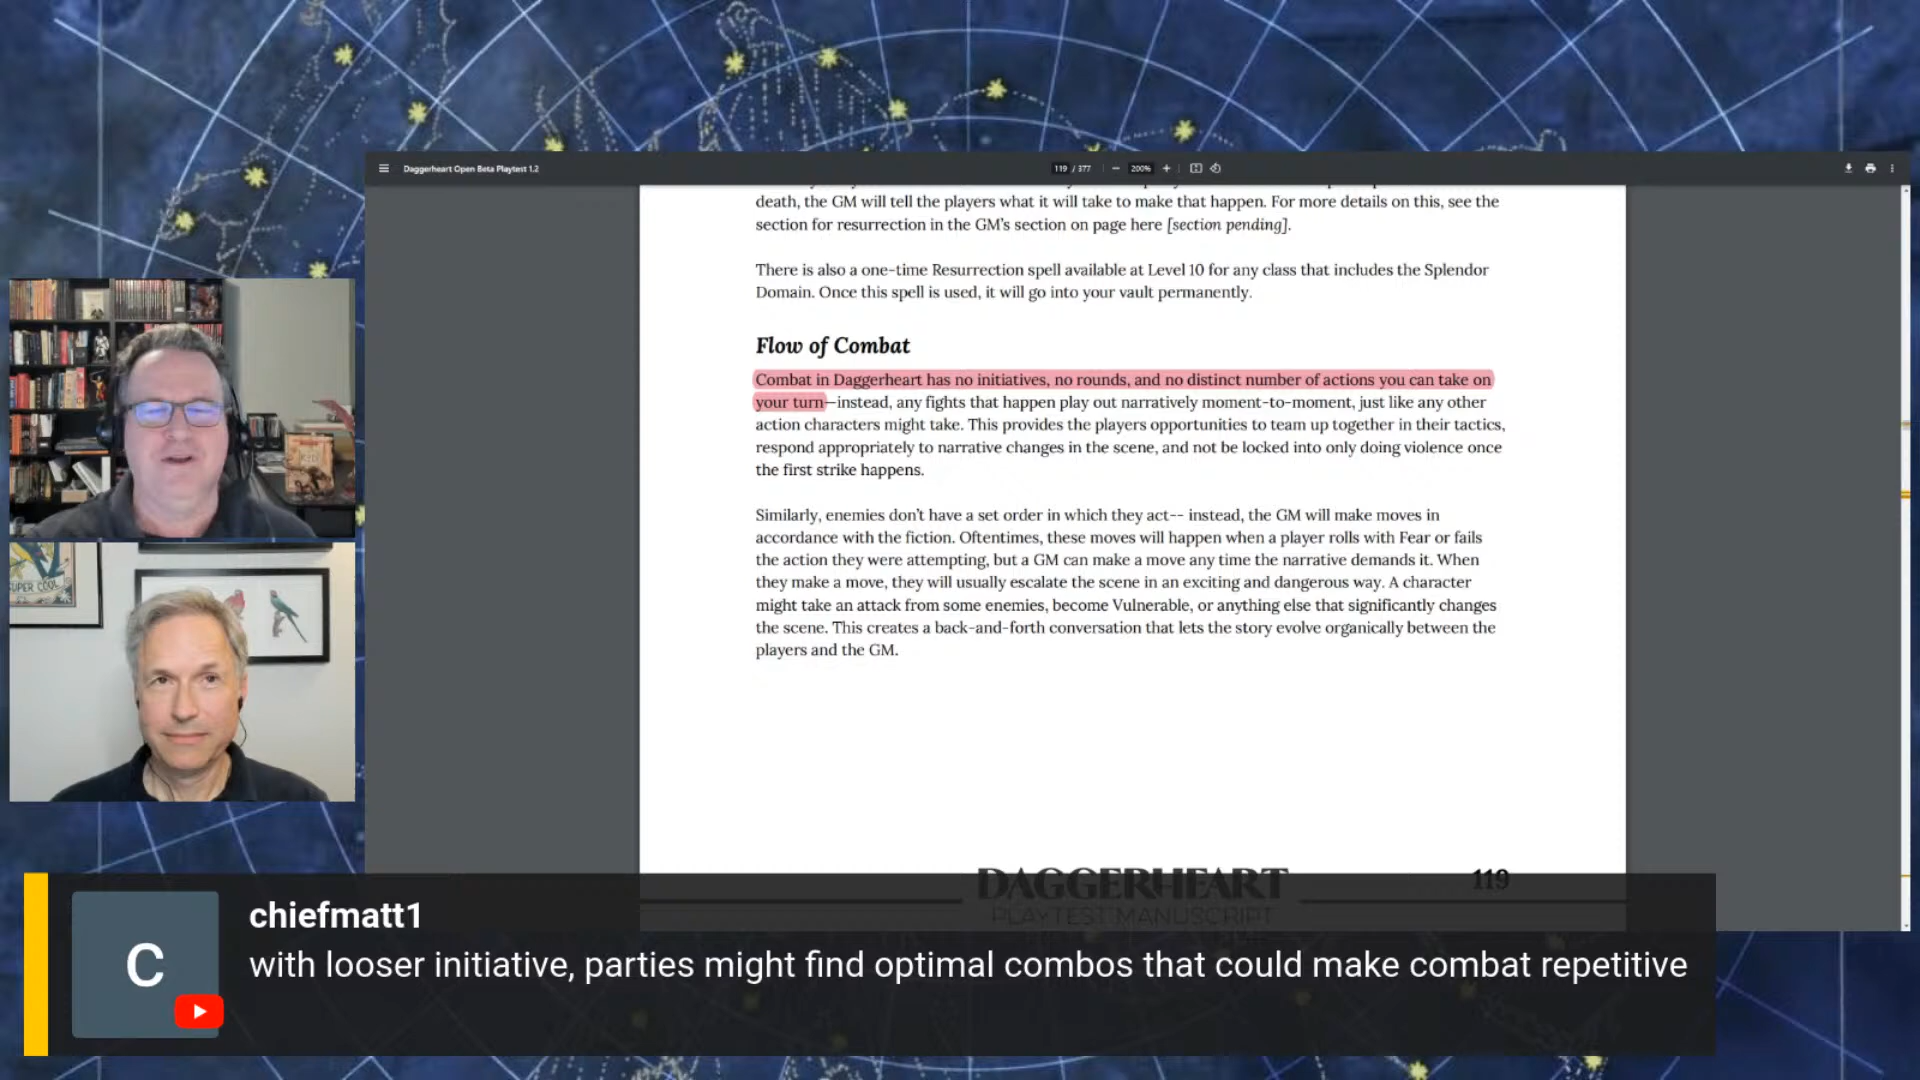 Daggerheart Open Beta Playtest 1.2
119 / 377
200%
death, the GM will tell the players what it will take to make that happen. For more details on this, see the
section for resurrection in the GM's section on page here [section pending].
There is also a one-time Resurrection spell available at Level 10 for any class that includes the Splendor
Domain. Once this spell is used, it will go into your vault permanently.
Flow of Combat
Combat in Daggerheart has no initiatives, no rounds, and no distinct number of actions you can take on
your turn—instead, any fights that happen play out narratively moment-to-moment, just like any other
action characters might take. This provides the players opportunities to team up together in their tactics,
respond appropriately to narrative changes in the scene, and not be locked into only doing violence once
the first strike happens.
Similarly, enemies don't have a set order in which they act-- instead, the GM will make moves in
accordance with the fiction. Oftentimes, these moves will happen when a player rolls with Fear or fails
the action they were attempting, but a GM can make a move any time the narrative demands it. When
they make a move, they will usually escalate the scene in an exciting and dangerous way. A character
might take an attack from some enemies, become Vulnerable, or anything else that significantly changes
the scene. This creates a back-and-forth conversation that lets the story evolve organically between the
players and the GM.
SUPER COOL
DAGGERHEART
PLAYTEST MANUSCRIPT
119
C
chiefmatt1
with looser initiative, parties might find optimal combos that could make combat repetitive